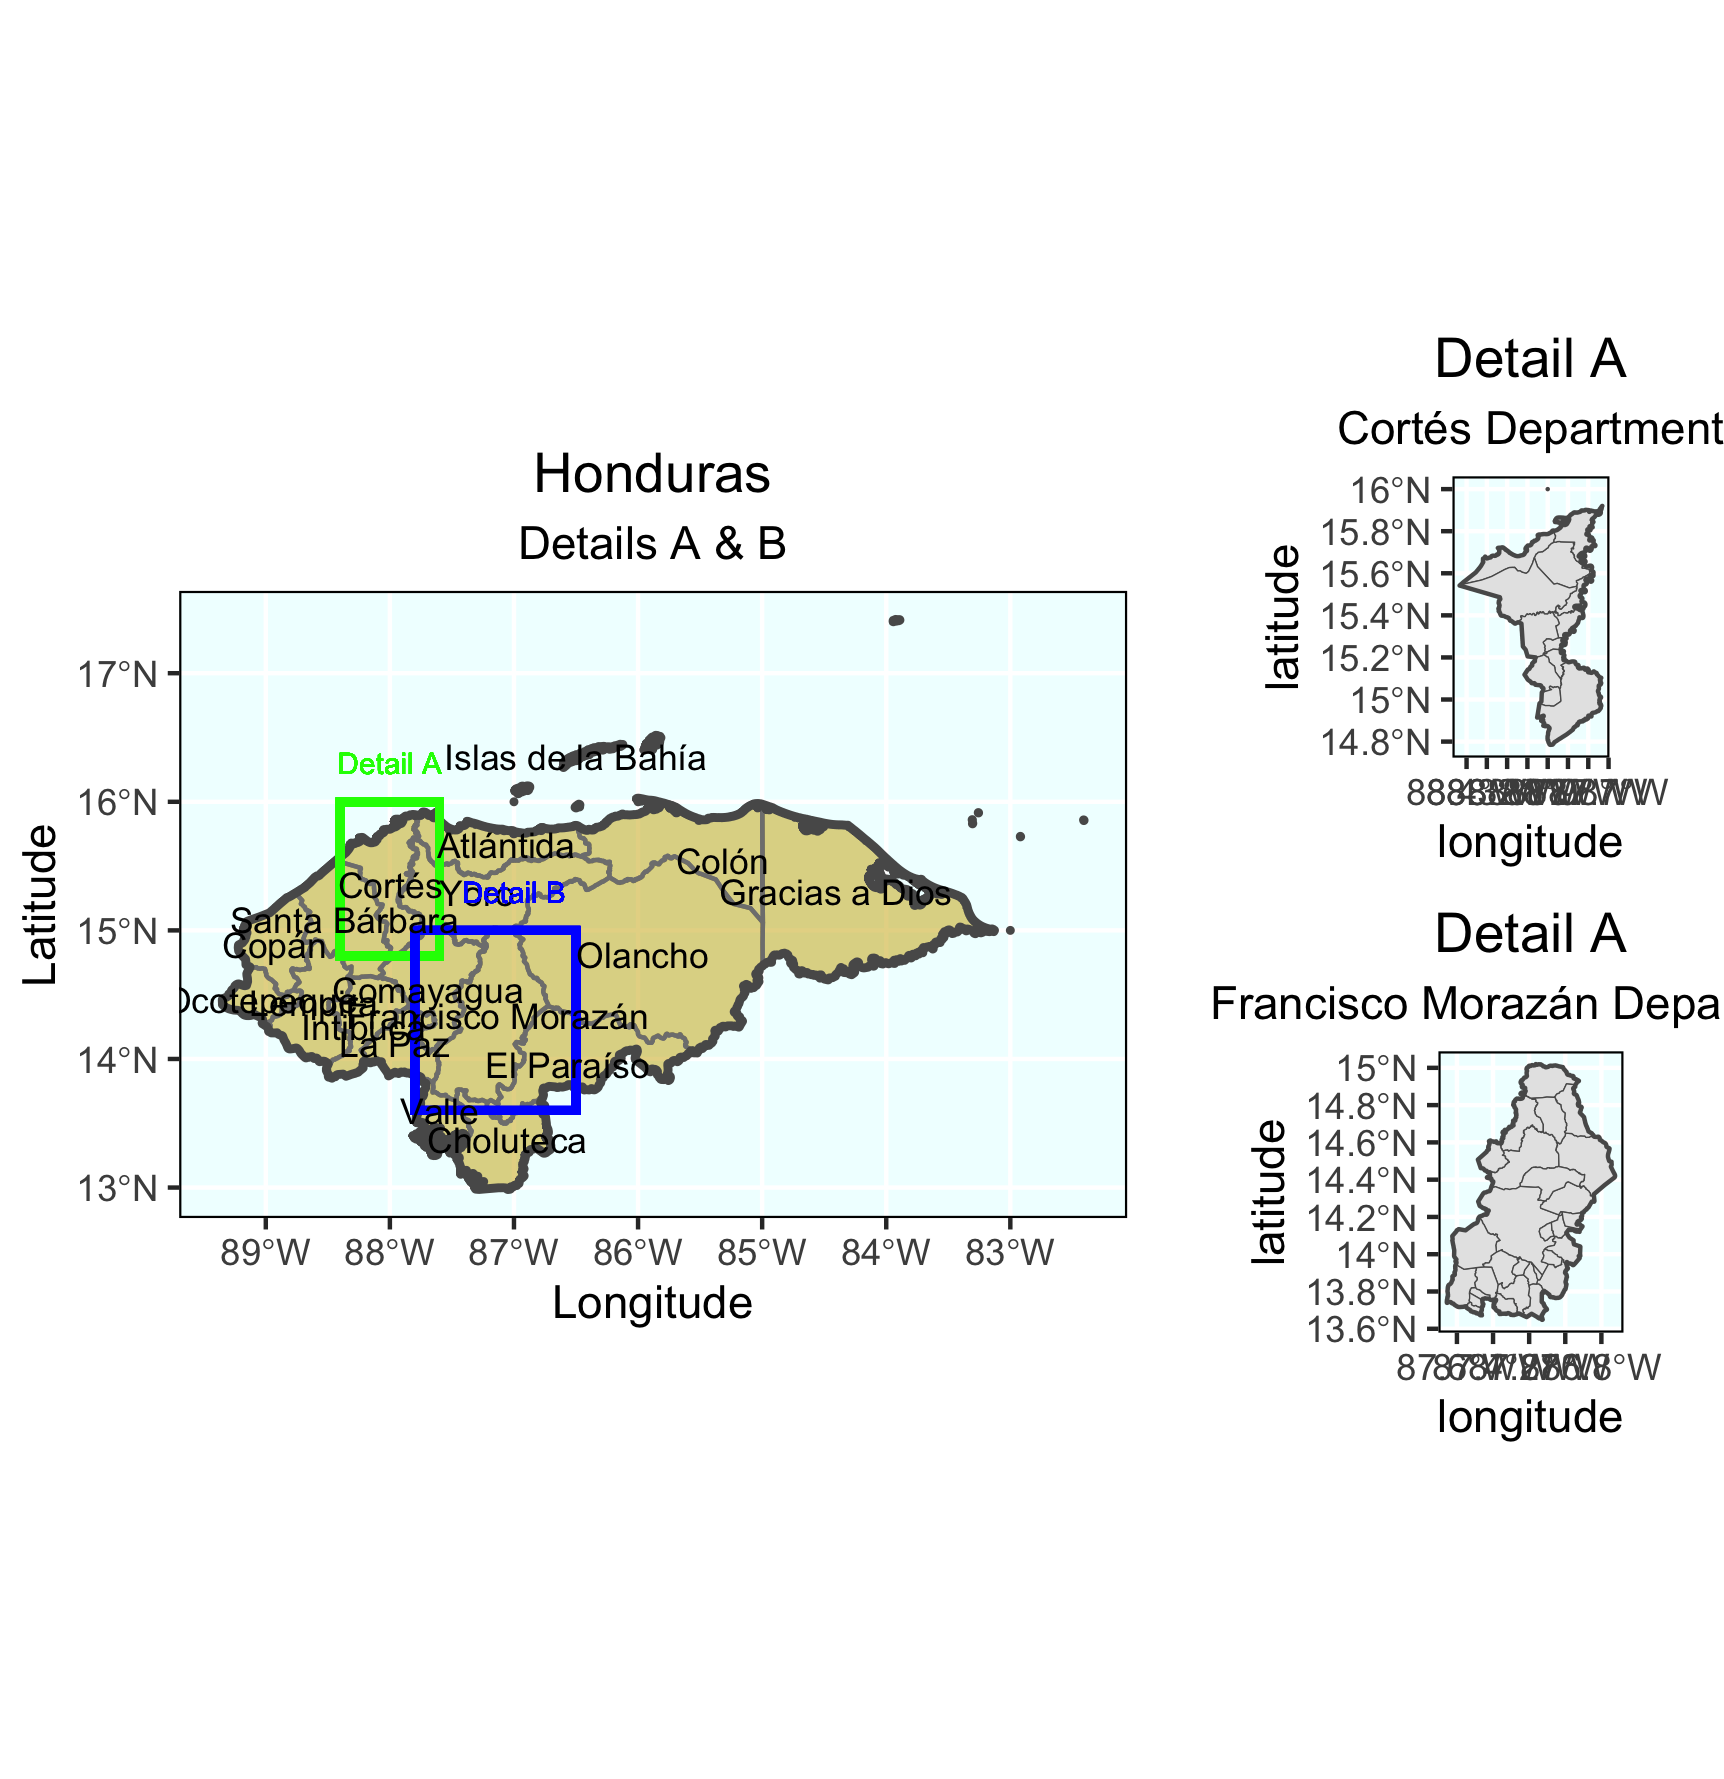 Honduras
Details A & B
Latitude
17°N
16°N
15°N
14°N
13°N
Detail A
Islas de la Bahía
Atlántida
Colón
Cortés
Yoro
Detail B
Gracias a Dios
Santa Bárbara
Copán
Olancho
Comayagua
Ocotepeque
Lempira
Francisco Morazán
Intibucá
La Paz
El Paraíso
Valle
Choluteca
89°W 88°W 87°W 86°W 85°W 84°W 83°W
Longitude
Detail A
Cortés Department
latitude
16°N
15.8°N
15.6°N
15.4°N
15.2°N
15°N
14.8°N
longitude
Detail A
Francisco Morazán Depa
latitude
15°N
14.8°N
14.6°N
14.4°N
14.2°N
14°N
13.8°N
13.6°N
longitude